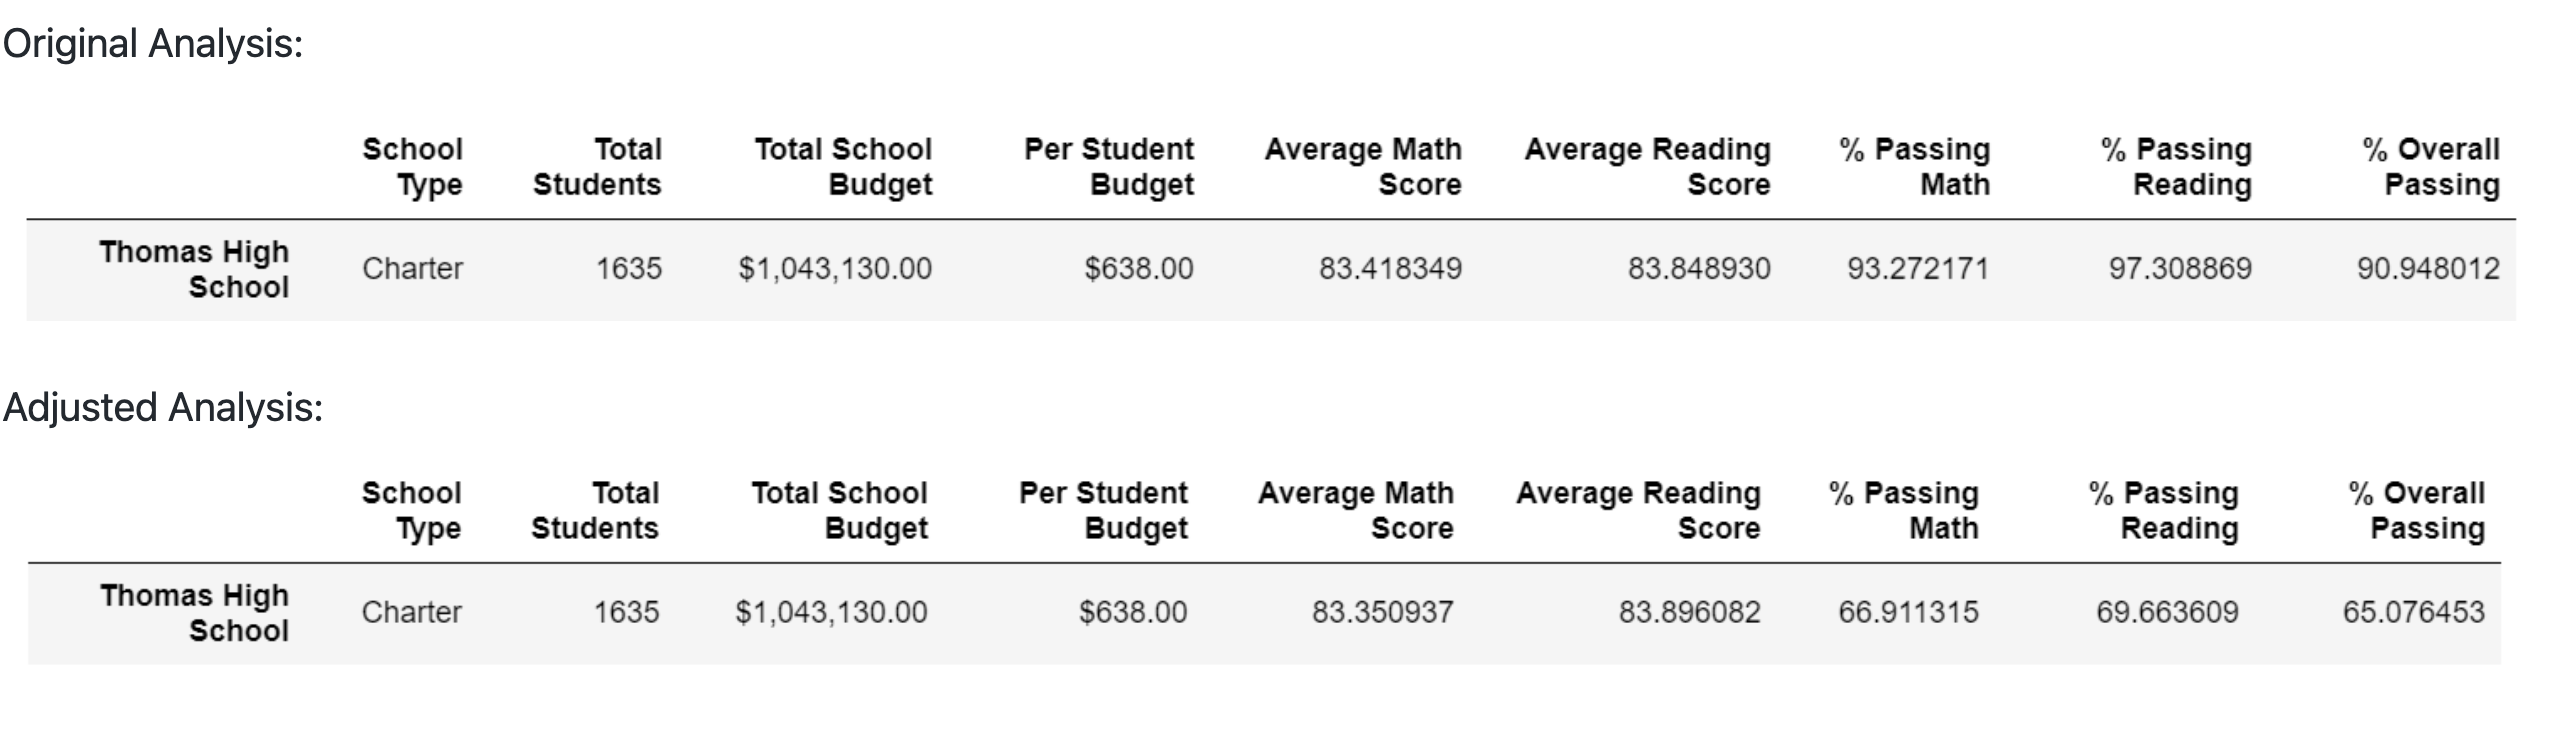 Original Analysis:
School Type Total Students Total School Budget Per Student Budget Average Math Score Average Reading Score % Passing Math % Passing Reading % Overall Passing
Thomas High School Charter 1635 $1,043,130.00 $638.00 83.418349 83.848930 93.272171 97.308869 90.948012
Adjusted Analysis:
School Type Total Students Total School Budget Per Student Budget Average Math Score Average Reading Score % Passing Math % Passing Reading % Overall Passing
Thomas High School Charter 1635 $1,043,130.00 $638.00 83.350937 83.896082 66.911315 69.663609 65.076453